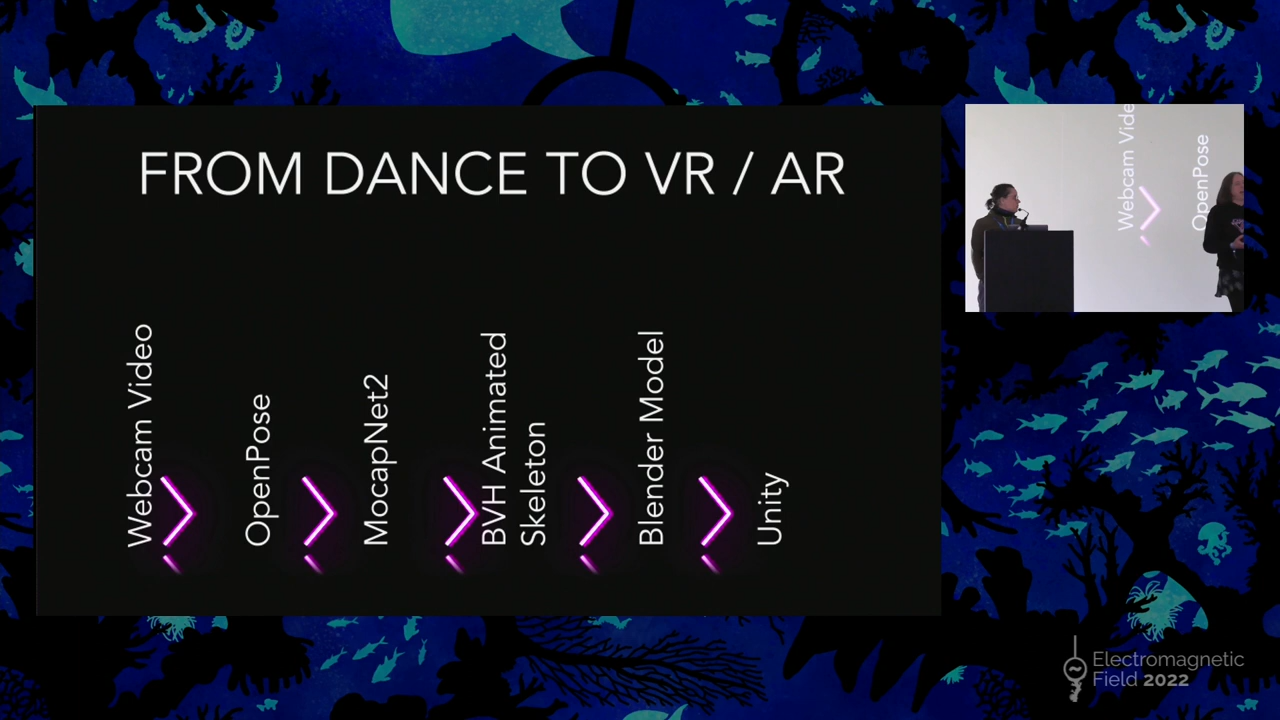 FROM DANCE TO VR / AR
Webcam Video
OpenPose
MocapNet2
BVH Animated
Skeleton
Blender Model
Unity
Webcam Vide
OpenPose
Electromagnetic
Field 2022